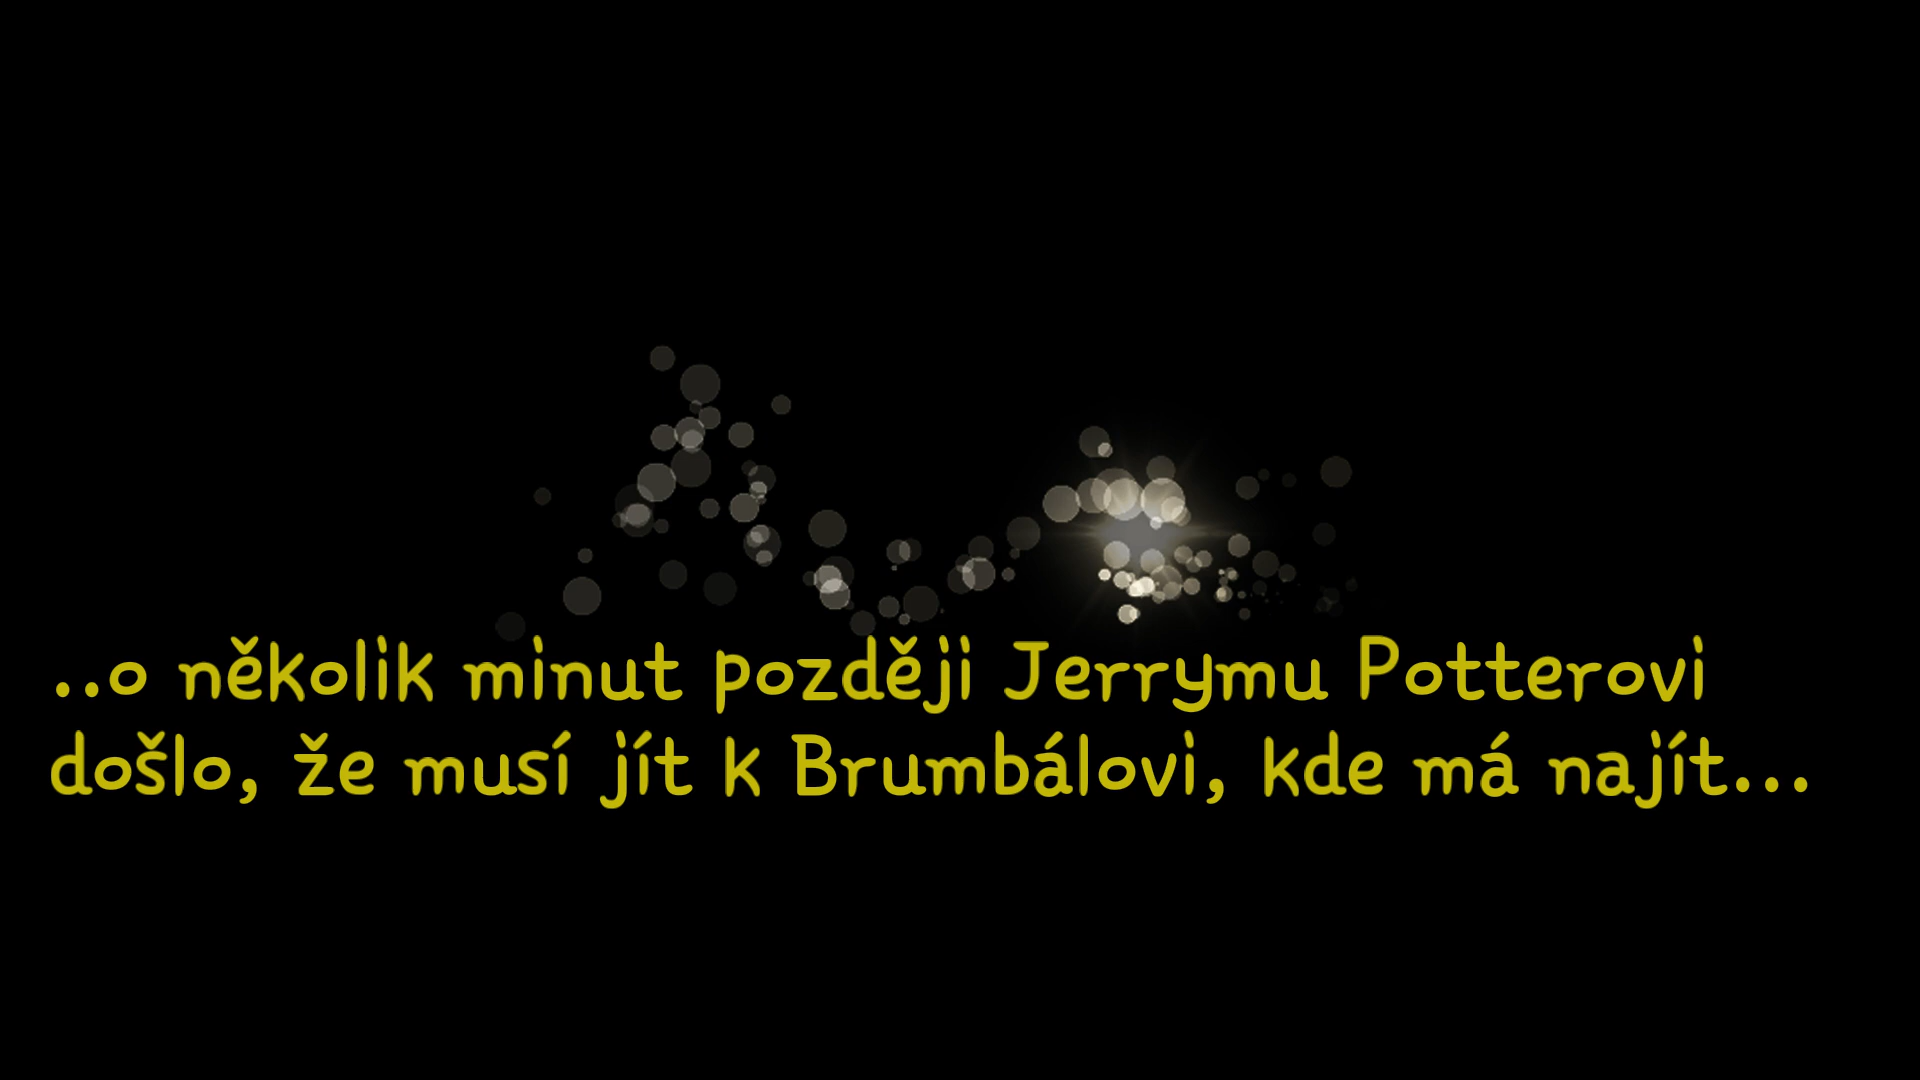 ..o několik minut později Jerrymu Potterovi
došlo, že musí jít k Brumbálovi, kde má najít...